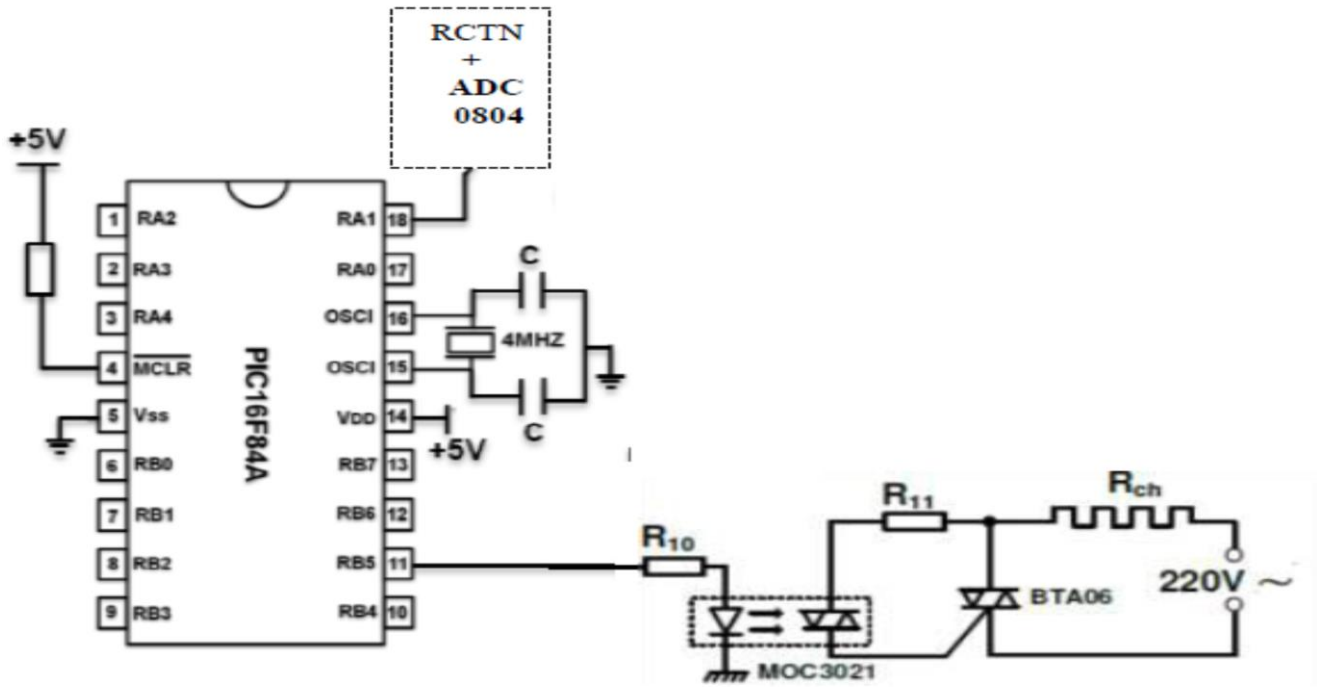 RCTN
+
ADC
0804
+5V
1 RA2
RA1 18
2 RA3
RA0 17
3 RA4
OSCI 16
4 MCLR
OSCI 15
5 Vss
VDD 14
6 RB0
RB7 13
7 RB1
RB6 12
8 RB2
RB5 11
9 RB3
RB4 10
PIC16F84A
C
4MHZ
C
+5V
R10
R11
Rch
220V ~
BTA06
MOC3021